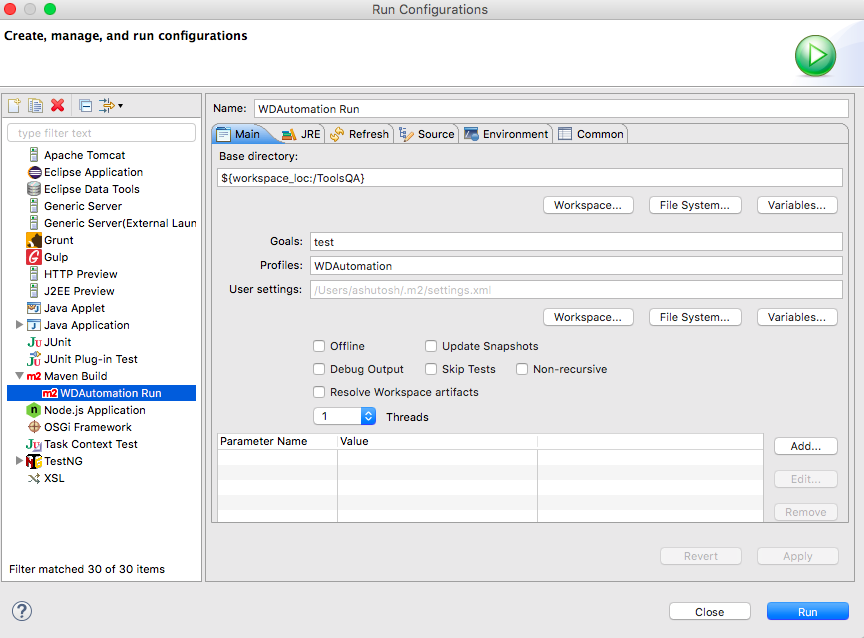 Run Configurations
Create, manage, and run configurations
type filter text
Apache Tomcat
Eclipse Application
Eclipse Data Tools
Generic Server
Generic Server(External Laun
Grunt
Gulp
HTTP Preview
J2EE Preview
Java Applet
Java Application
JUnit
JUnit Plug-in Test
m2 Maven Build
m2 WDAutomation Run
Node.js Application
OSGi Framework
Task Context Test
TestNG
XSL
Filter matched 30 of 30 items
Name: WDAutomation Run
Main JRE Refresh Source Environment Common
Base directory:
${workspace_loc:/ToolsQA}
Workspace... File System... Variables...
Goals: test
Profiles: WDAutomation
User settings: /Users/ashutosh/.m2/settings.xml
Workspace... File System... Variables...
Offline Update Snapshots
Debug Output Skip Tests Non-recursive
Resolve Workspace artifacts
1 Threads
Parameter Name Value
Add...
Edit...
Remove
Revert Apply
? Close Run